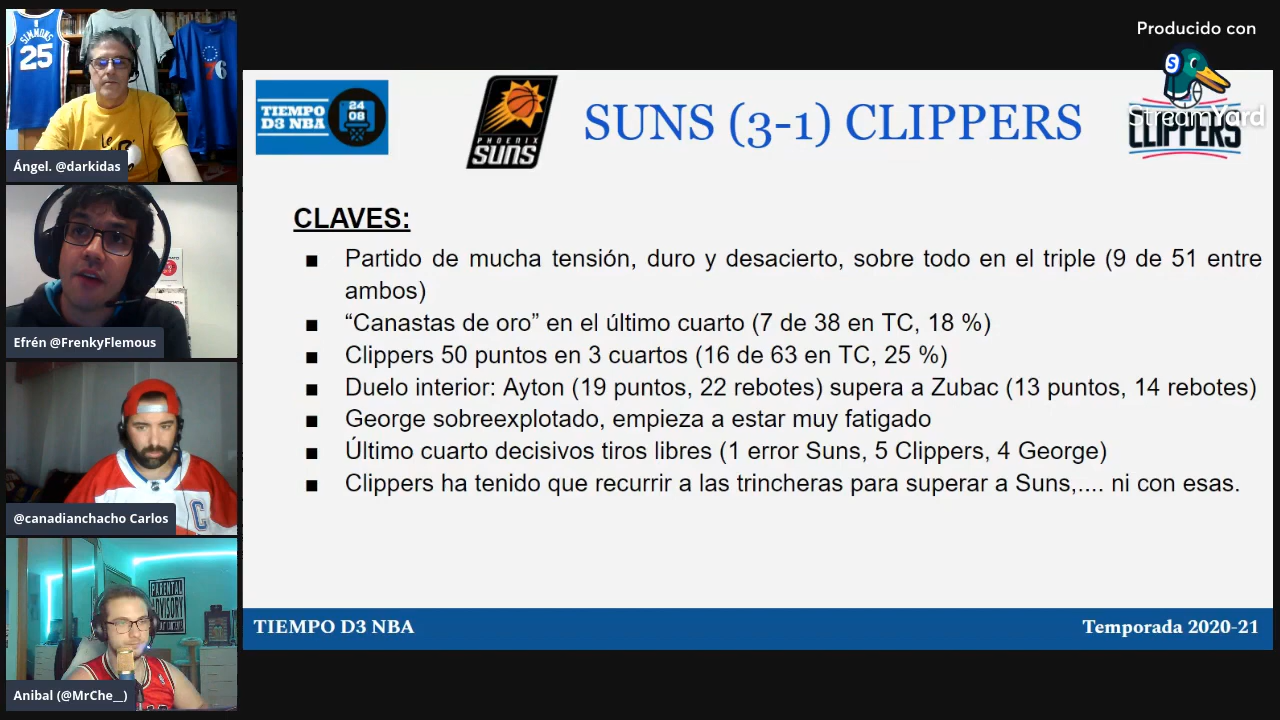 SIMMONS
25
76
Ángel. @darkidas
Efrén @FrenkyFlemous
@canadianchacho Carlos
C
PARENTAL
ADVISORY
Anibal (@MrChe__)
Producido con
S
StreamYard
TIEMPO
D3 NBA
24
08
PHOENIX
SUNS
SUNS (3-1) CLIPPERS
CLIPPERS
CLAVES:
■ Partido de mucha tensión, duro y desacierto, sobre todo en el triple (9 de 51 entre
ambos)
■ “Canastas de oro” en el último cuarto (7 de 38 en TC, 18 %)
■ Clippers 50 puntos en 3 cuartos (16 de 63 en TC, 25 %)
■ Duelo interior: Ayton (19 puntos, 22 rebotes) supera a Zubac (13 puntos, 14 rebotes)
■ George sobreexplotado, empieza a estar muy fatigado
■ Último cuarto decisivos tiros libres (1 error Suns, 5 Clippers, 4 George)
■ Clippers ha tenido que recurrir a las trincheras para superar a Suns,.... ni con esas.
TIEMPO D3 NBA
Temporada 2020-21